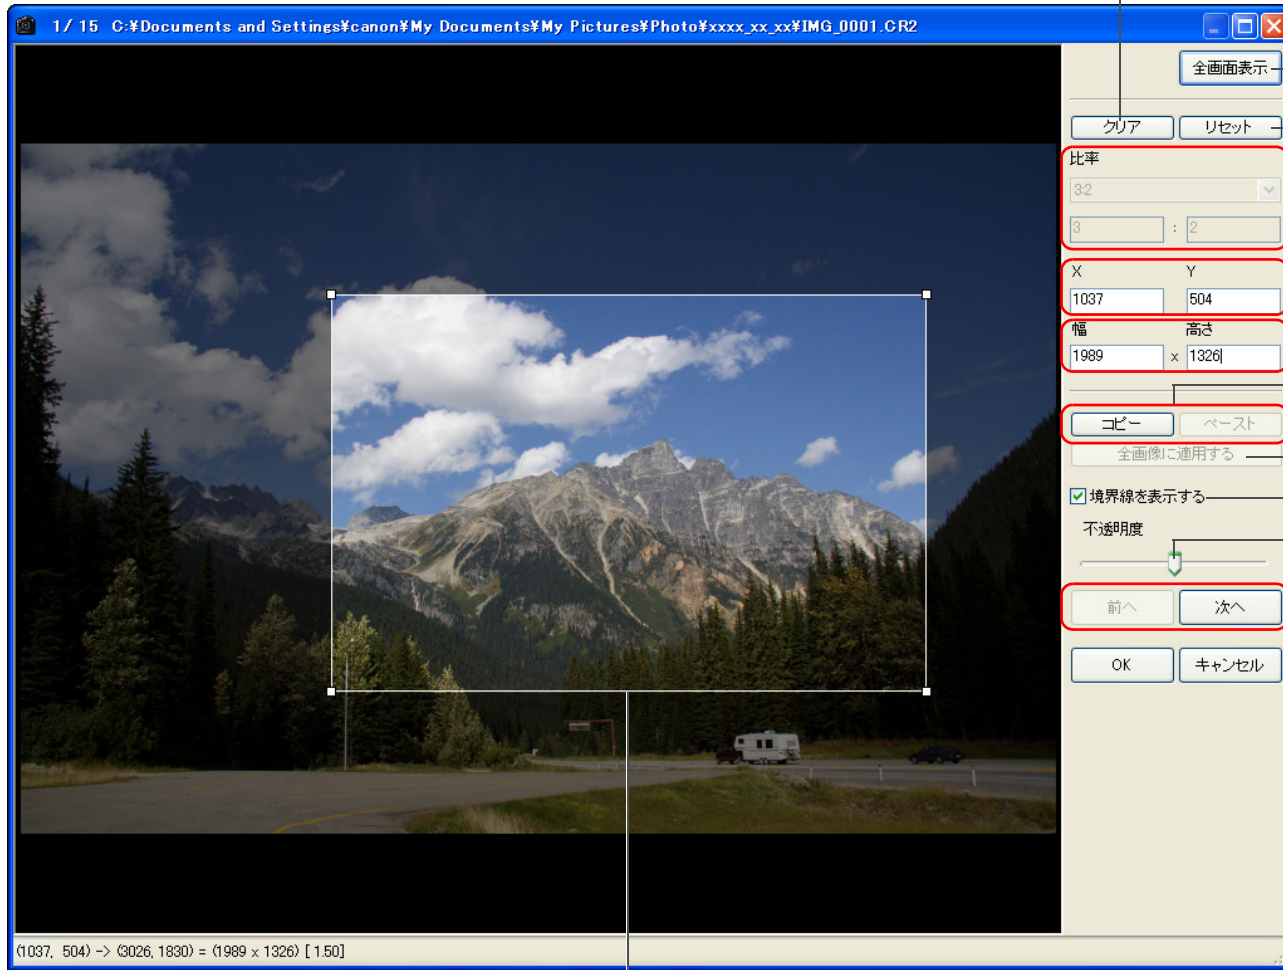 1/ 15 C:¥Documents and Settings¥canon¥My Documents¥My Pictures¥Photo¥xxxx_xx_xx¥IMG_0001.CR2
全画面表示
クリア リセット
比率
3:2
3 : 2
X Y
1037 504
幅 高さ
1989 x 1326
コピー ペースト
全画像に適用する
境界線を表示する
不透明度
前へ 次へ
OK キャンセル
(1037, 504) -> (3026, 1830) = (1989 x 1326) [ 1.50]